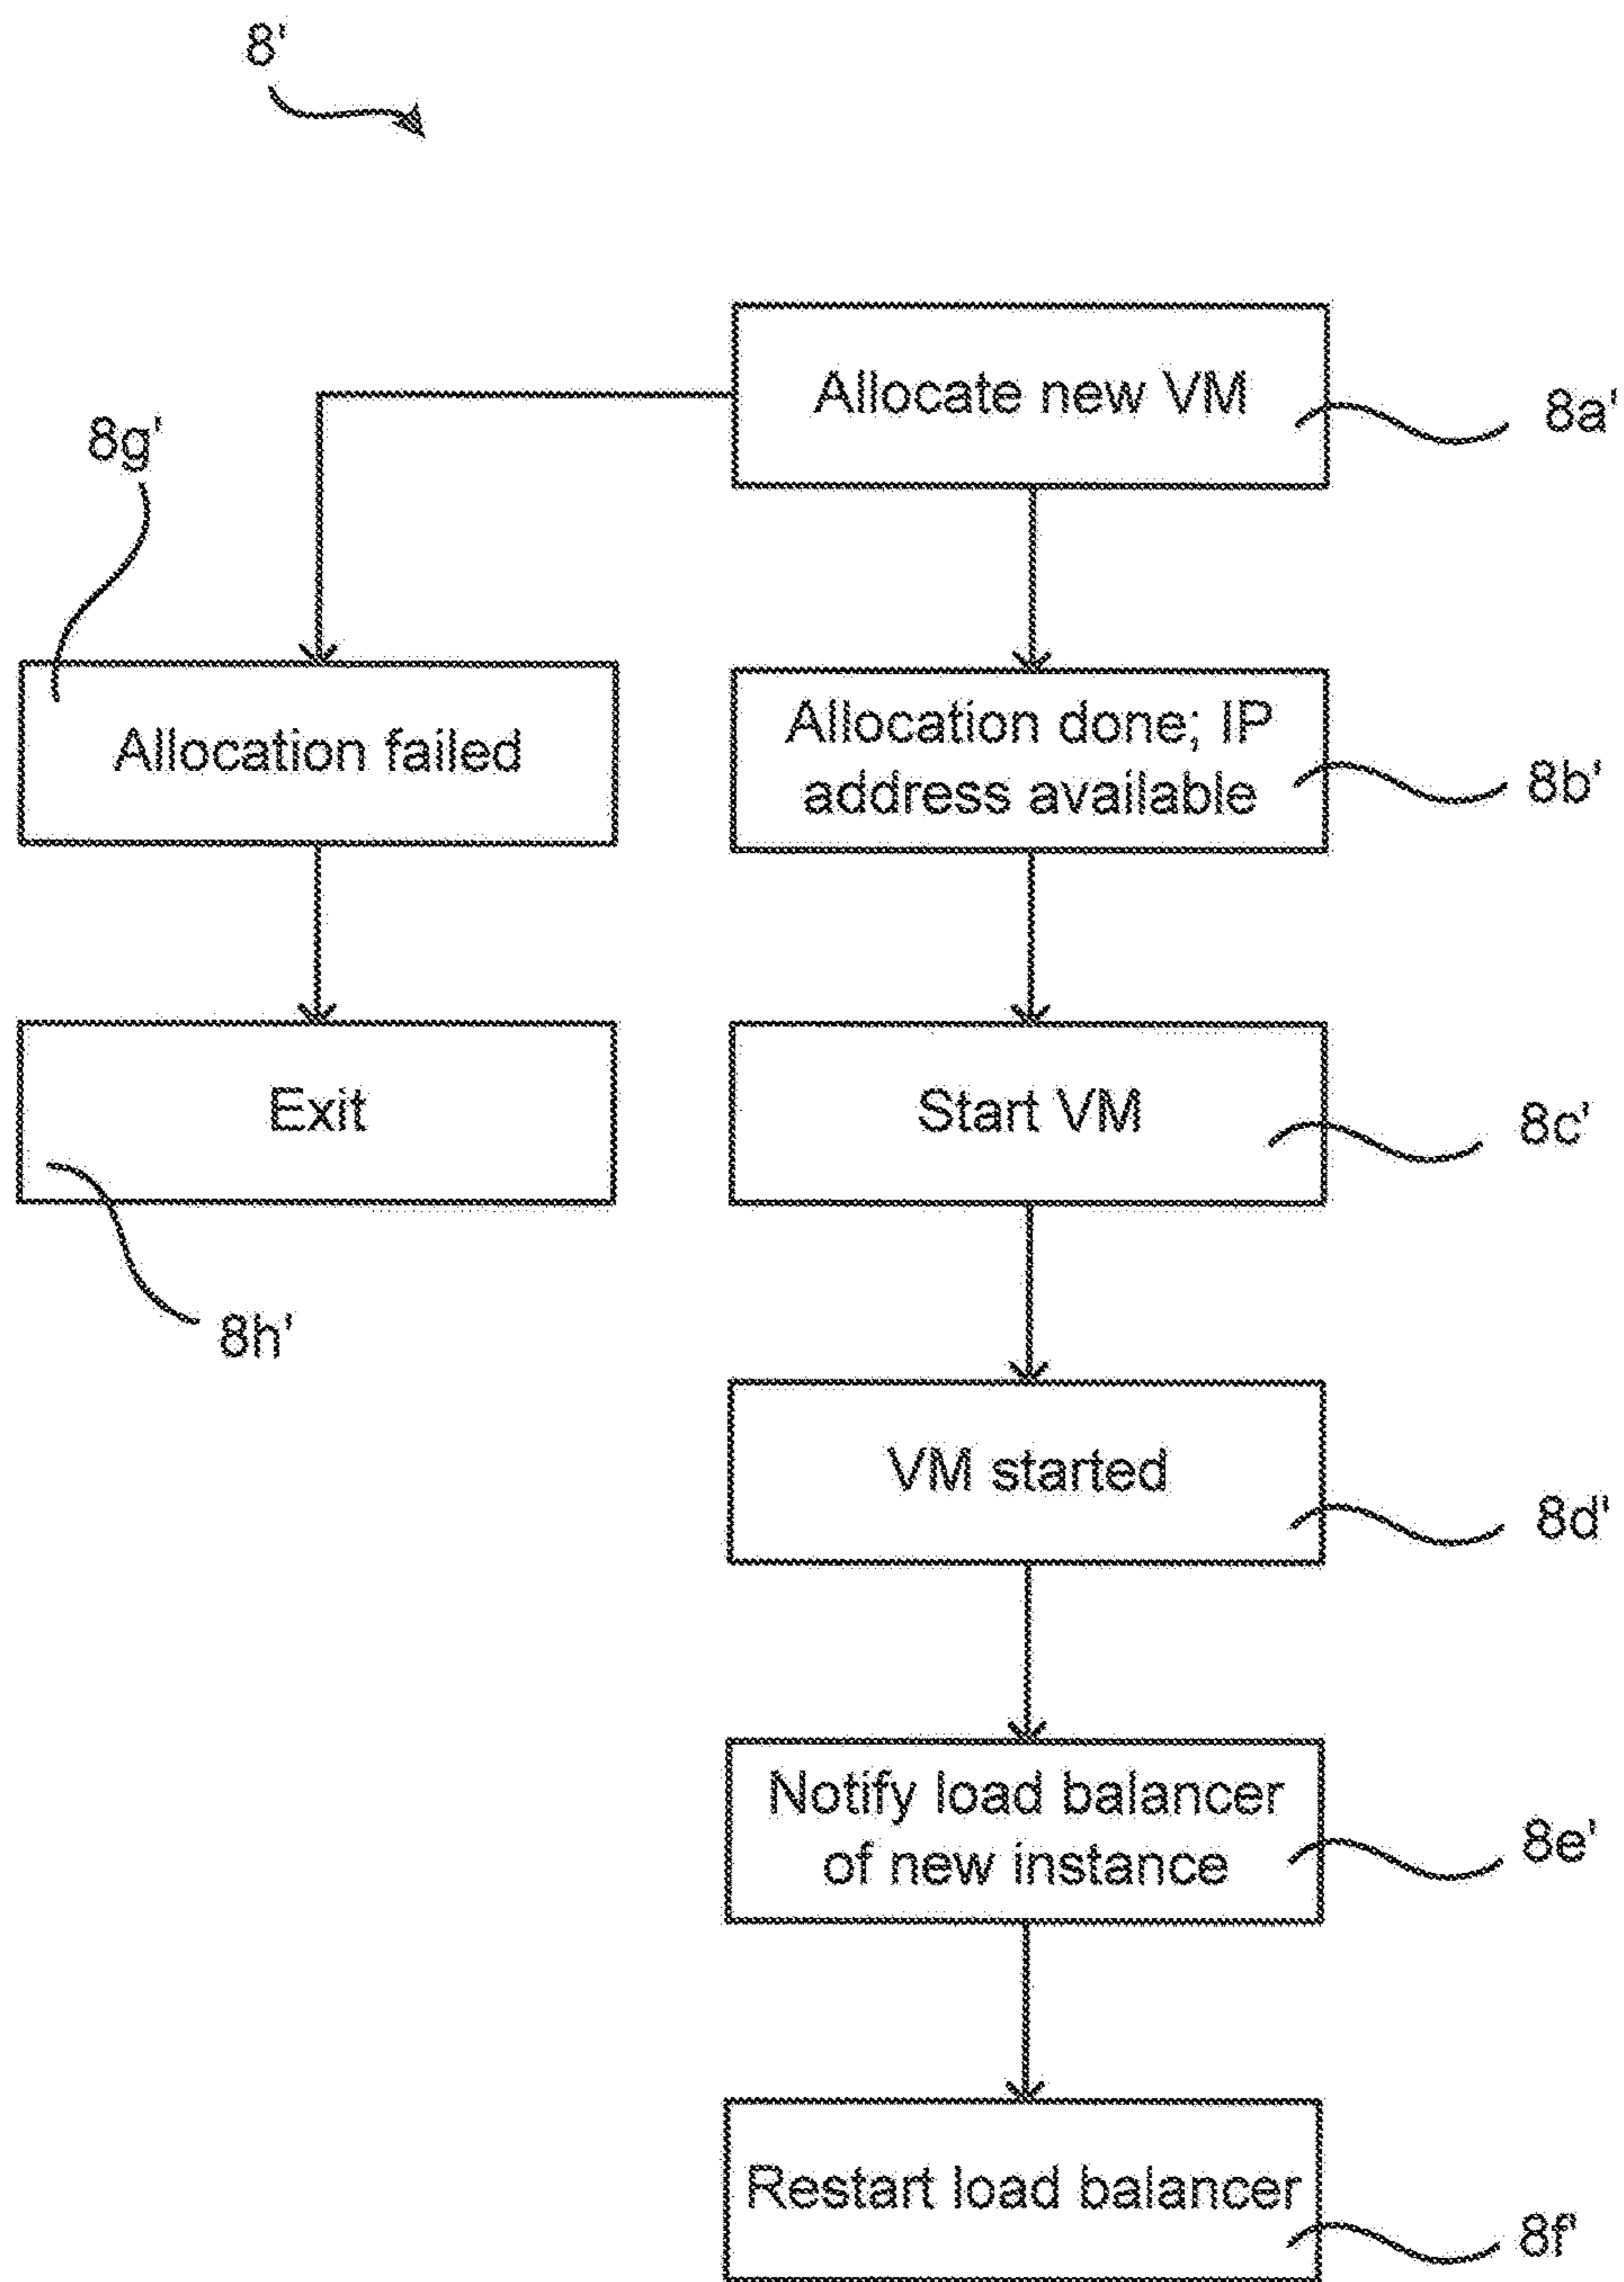 8'
Allocate new VM
8a'
8g'
Allocation failed
Allocation done; IP
address available
8b'
Exit
Start VM
8c'
8h'
VM started
8d'
Notify load balancer
of new instance
8e'
Restart load balancer
8f'